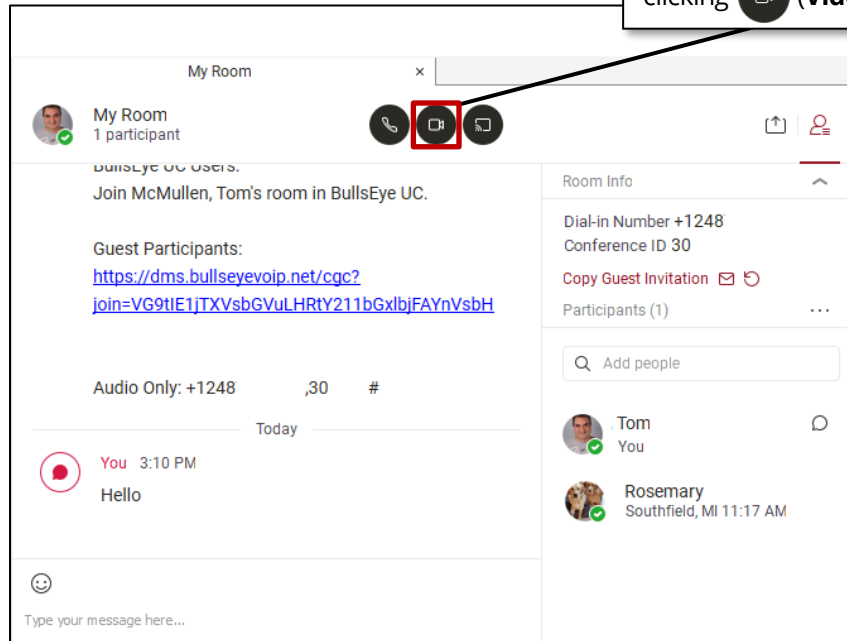 clicking (Vid
My Room ×
My Room
1 participant
BullsEye UC Users:
Join McMullen, Tom's room in BullsEye UC.
Guest Participants:
https://dms.bullseyevoip.net/cgc?
join=VG9tIE1jTXVsbGVuLHRtY211bGxlbjFAYnVsbH
Audio Only: +1248 ,30 #
Today
You 3:10 PM
Hello
Type your message here...
Room Info
Dial-in Number +1248
Conference ID 30
Copy Guest Invitation
Participants (1) ...
Add people
Tom
You
Rosemary
Southfield, MI 11:17 AM